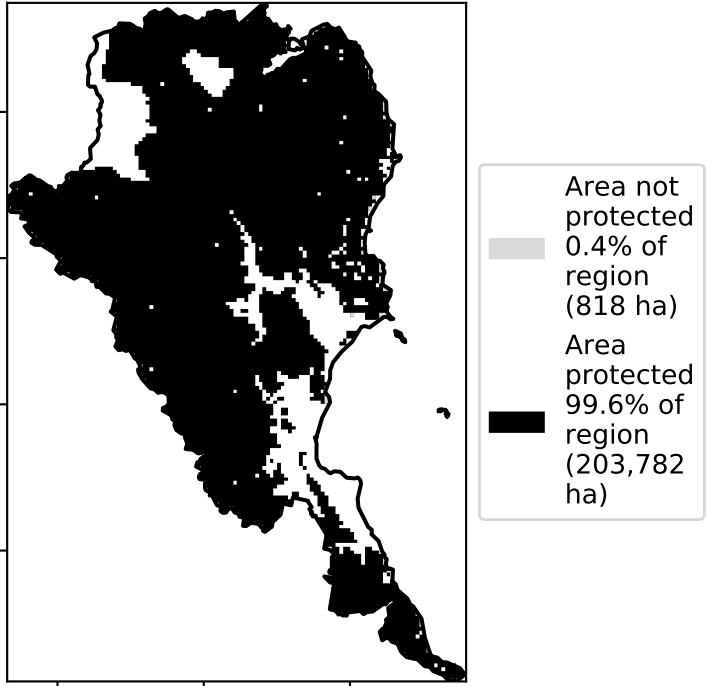 Area not
protected
0.4% of
region
(818 ha)
Area
protected
99.6% of
region
(203,782
ha)